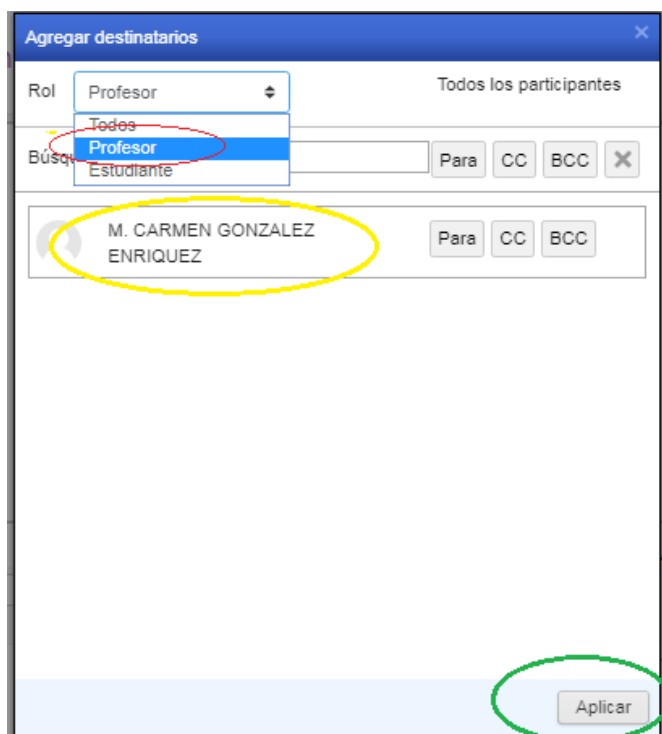 Agregar destinatarios ×
Rol Profesor Todos los participantes
Todos
Profesor
Estudiante
Búsqu Para CC BCC
M. CARMEN GONZALEZ
ENRIQUEZ
Para CC BCC
Aplicar